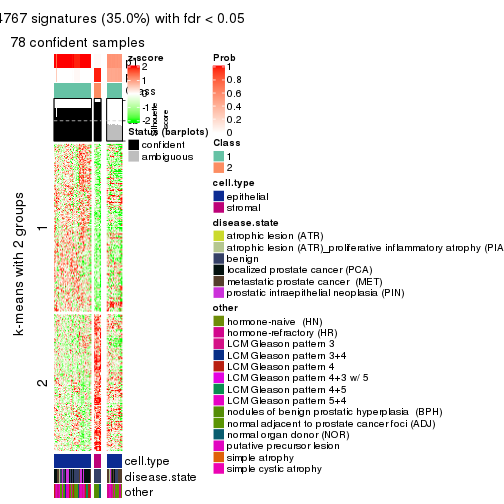 4767 signatures (35.0%) with fdr < 0.05
78 confident samples
k-means with 2 groups
1
2
z-score
2
1
-1
-2
Silhouette
score
Status (barplots)
confident
ambiguous
cell.type
disease.state
other
Prob
1
0.8
0.6
0.4
0.2
0
Class
1
2
cell.type
epithelial
stromal
disease.state
atrophic lesion (ATR)
atrophic lesion (ATR)_proliferative inflammatory atrophy (PIA
benign
localized prostate cancer (PCA)
metastatic prostate cancer (MET)
prostatic intraepithelial neoplasia (PIN)
other
hormone-naive (HN)
hormone-refractory (HR)
LCM Gleason pattern 3
LCM Gleason pattern 3+4
LCM Gleason pattern 4
LCM Gleason pattern 4+3 w/ 5
LCM Gleason pattern 4+5
LCM Gleason pattern 5+4
nodules of benign prostatic hyperplesia (BPH)
normal adjacent to prostate cancer foci (ADJ)
normal organ donor (NOR)
putative precursor lesion
simple atrophy
simple cystic atrophy